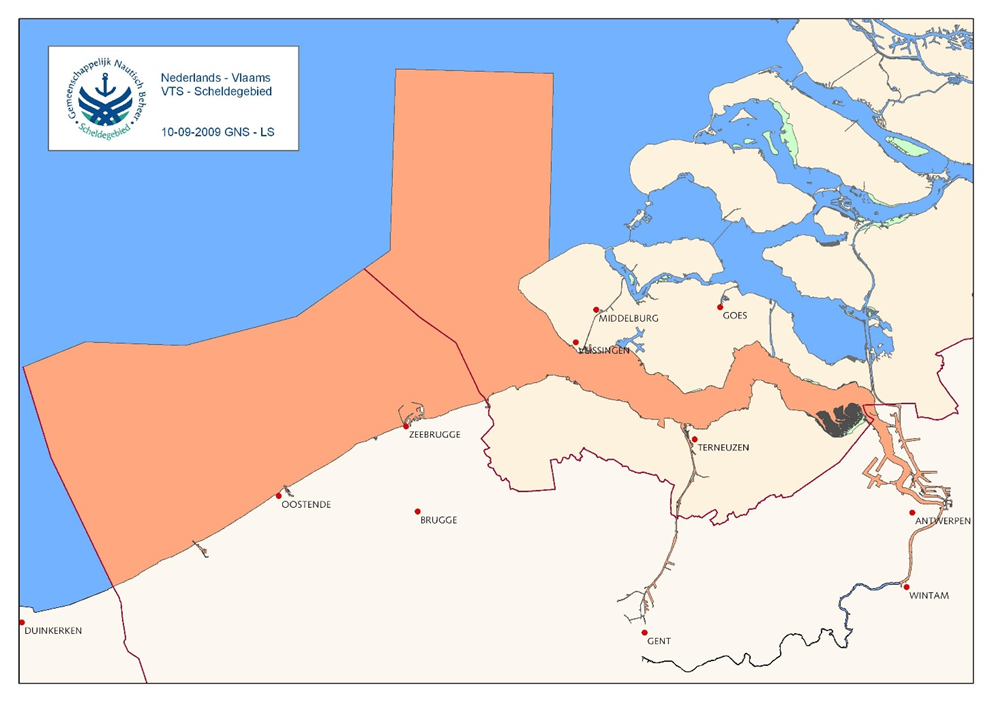 Gemeenschappelijk Nautisch Beheer
Scheldegebied
Nederlands - Vlaams
VTS - Scheldegebied
10-09-2009 GNS - LS
MIDDELBURG
GOES
VLISSINGEN
ZEEBRUGGE
TERNEUZEN
OOSTENDE
BRUGGE
ANTWERPEN
WINTAM
DUINKERKEN
GENT